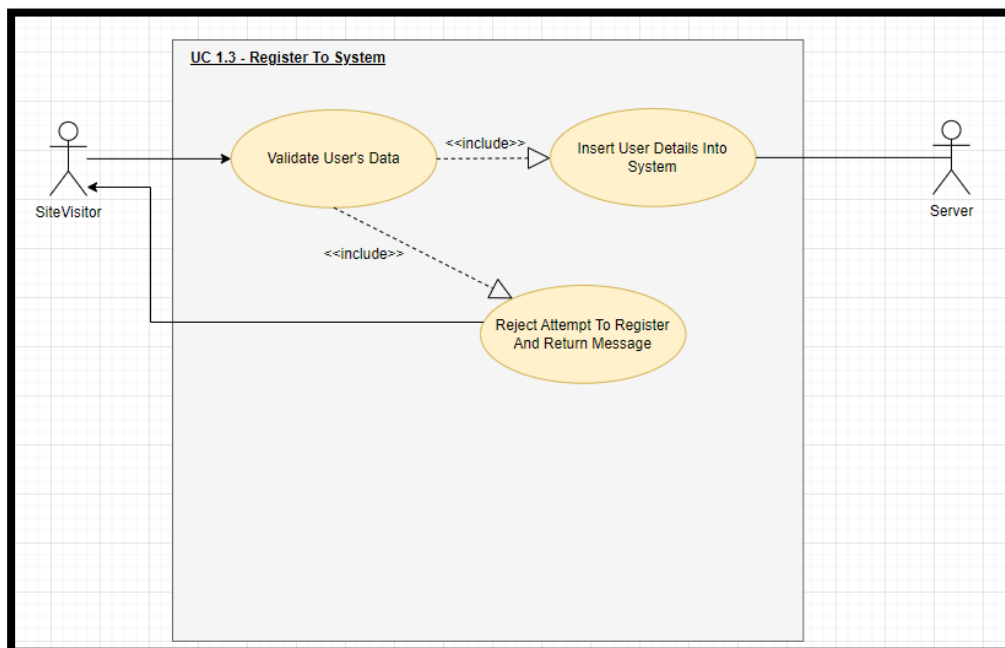 UC 1.3 - Register To System
Validate User's Data
<<include>>
Insert User Details Into
System
SiteVisitor
Server
<<include>>
Reject Attempt To Register
And Return Message